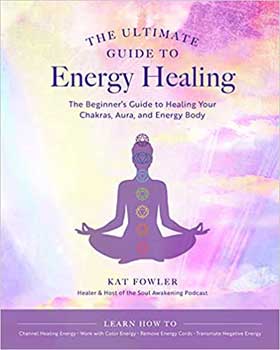 THE ULTIMATE
GUIDE TO
Energy Healing
The Beginner's Guide to Healing Your
Chakras, Aura, and Energy Body
KAT FOWLER
Healer & Host of the Soul Awakening Podcast
LEARN HOW TO
Channel Healing Energy • Work with Color Energy • Remove Energy Cords • Transmute Negative Energy